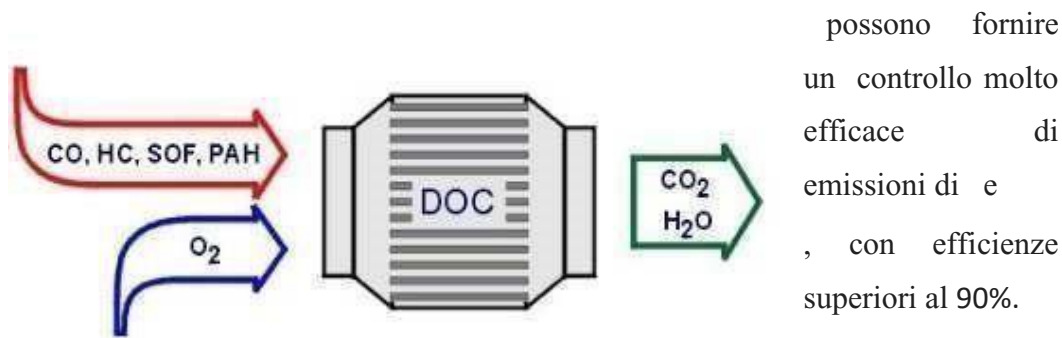 possono fornire
un controllo molto
efficace di
emissioni di e
, con efficienze
superiori al 90%.
CO, HC, SOF, PAH
O₂
DOC
CO₂
H₂O